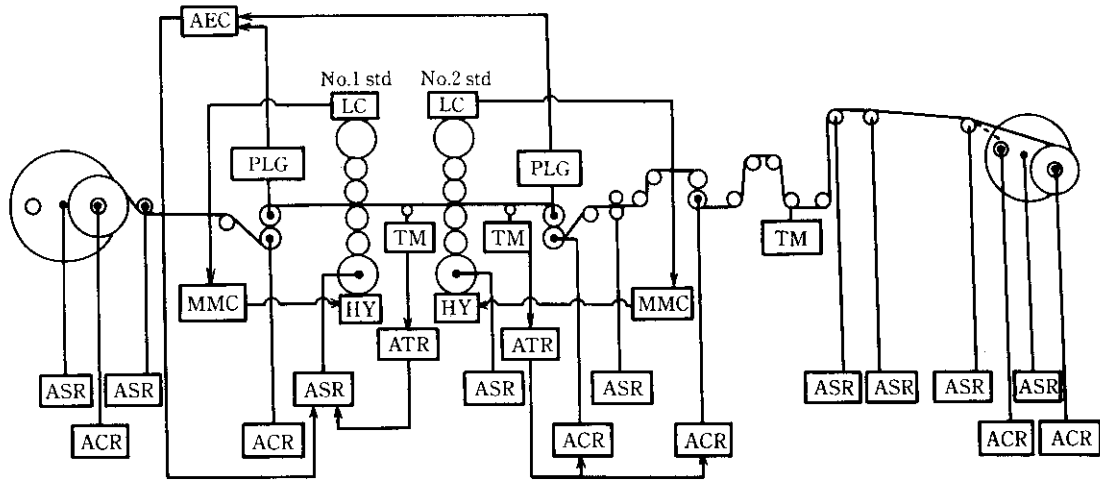 AEC
No.1 std
No.2 std
LC
LC
PLG
PLG
TM
TM
TM
MMC
HY
HY
MMC
ATR
ATR
ASR
ASR
ASR
ASR
ASR
ASR
ASR
ASR
ASR
ACR
ACR
ACR
ACR
ACR
ACR